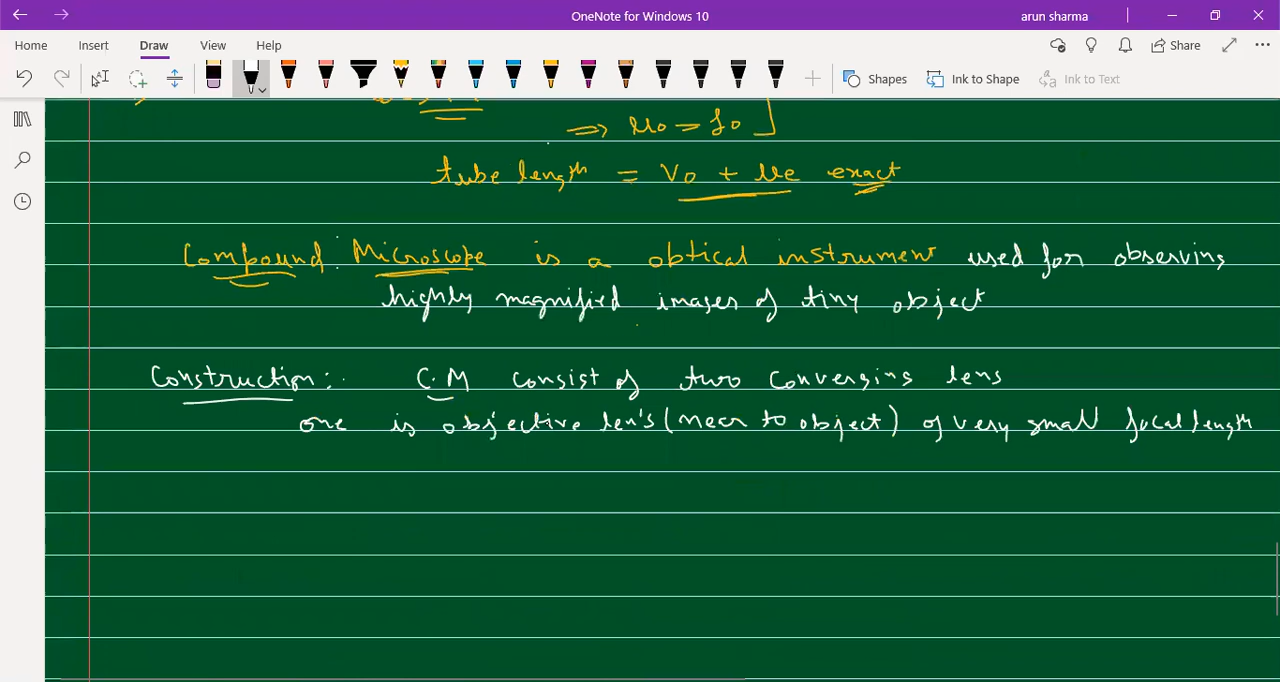 OneNote for Windows 10
arun sharma
Home Insert Draw View Help
Share
Shapes Ink to Shape Ink to Text
⇒ uo = fo ]
tube length = vo + ue exact
Compound Microscope is a optical instrument used for observing
highly magnified images of tiny object
Construction:. C.M consist of two converging lens
one is objective len's (near to object) of very small focal length